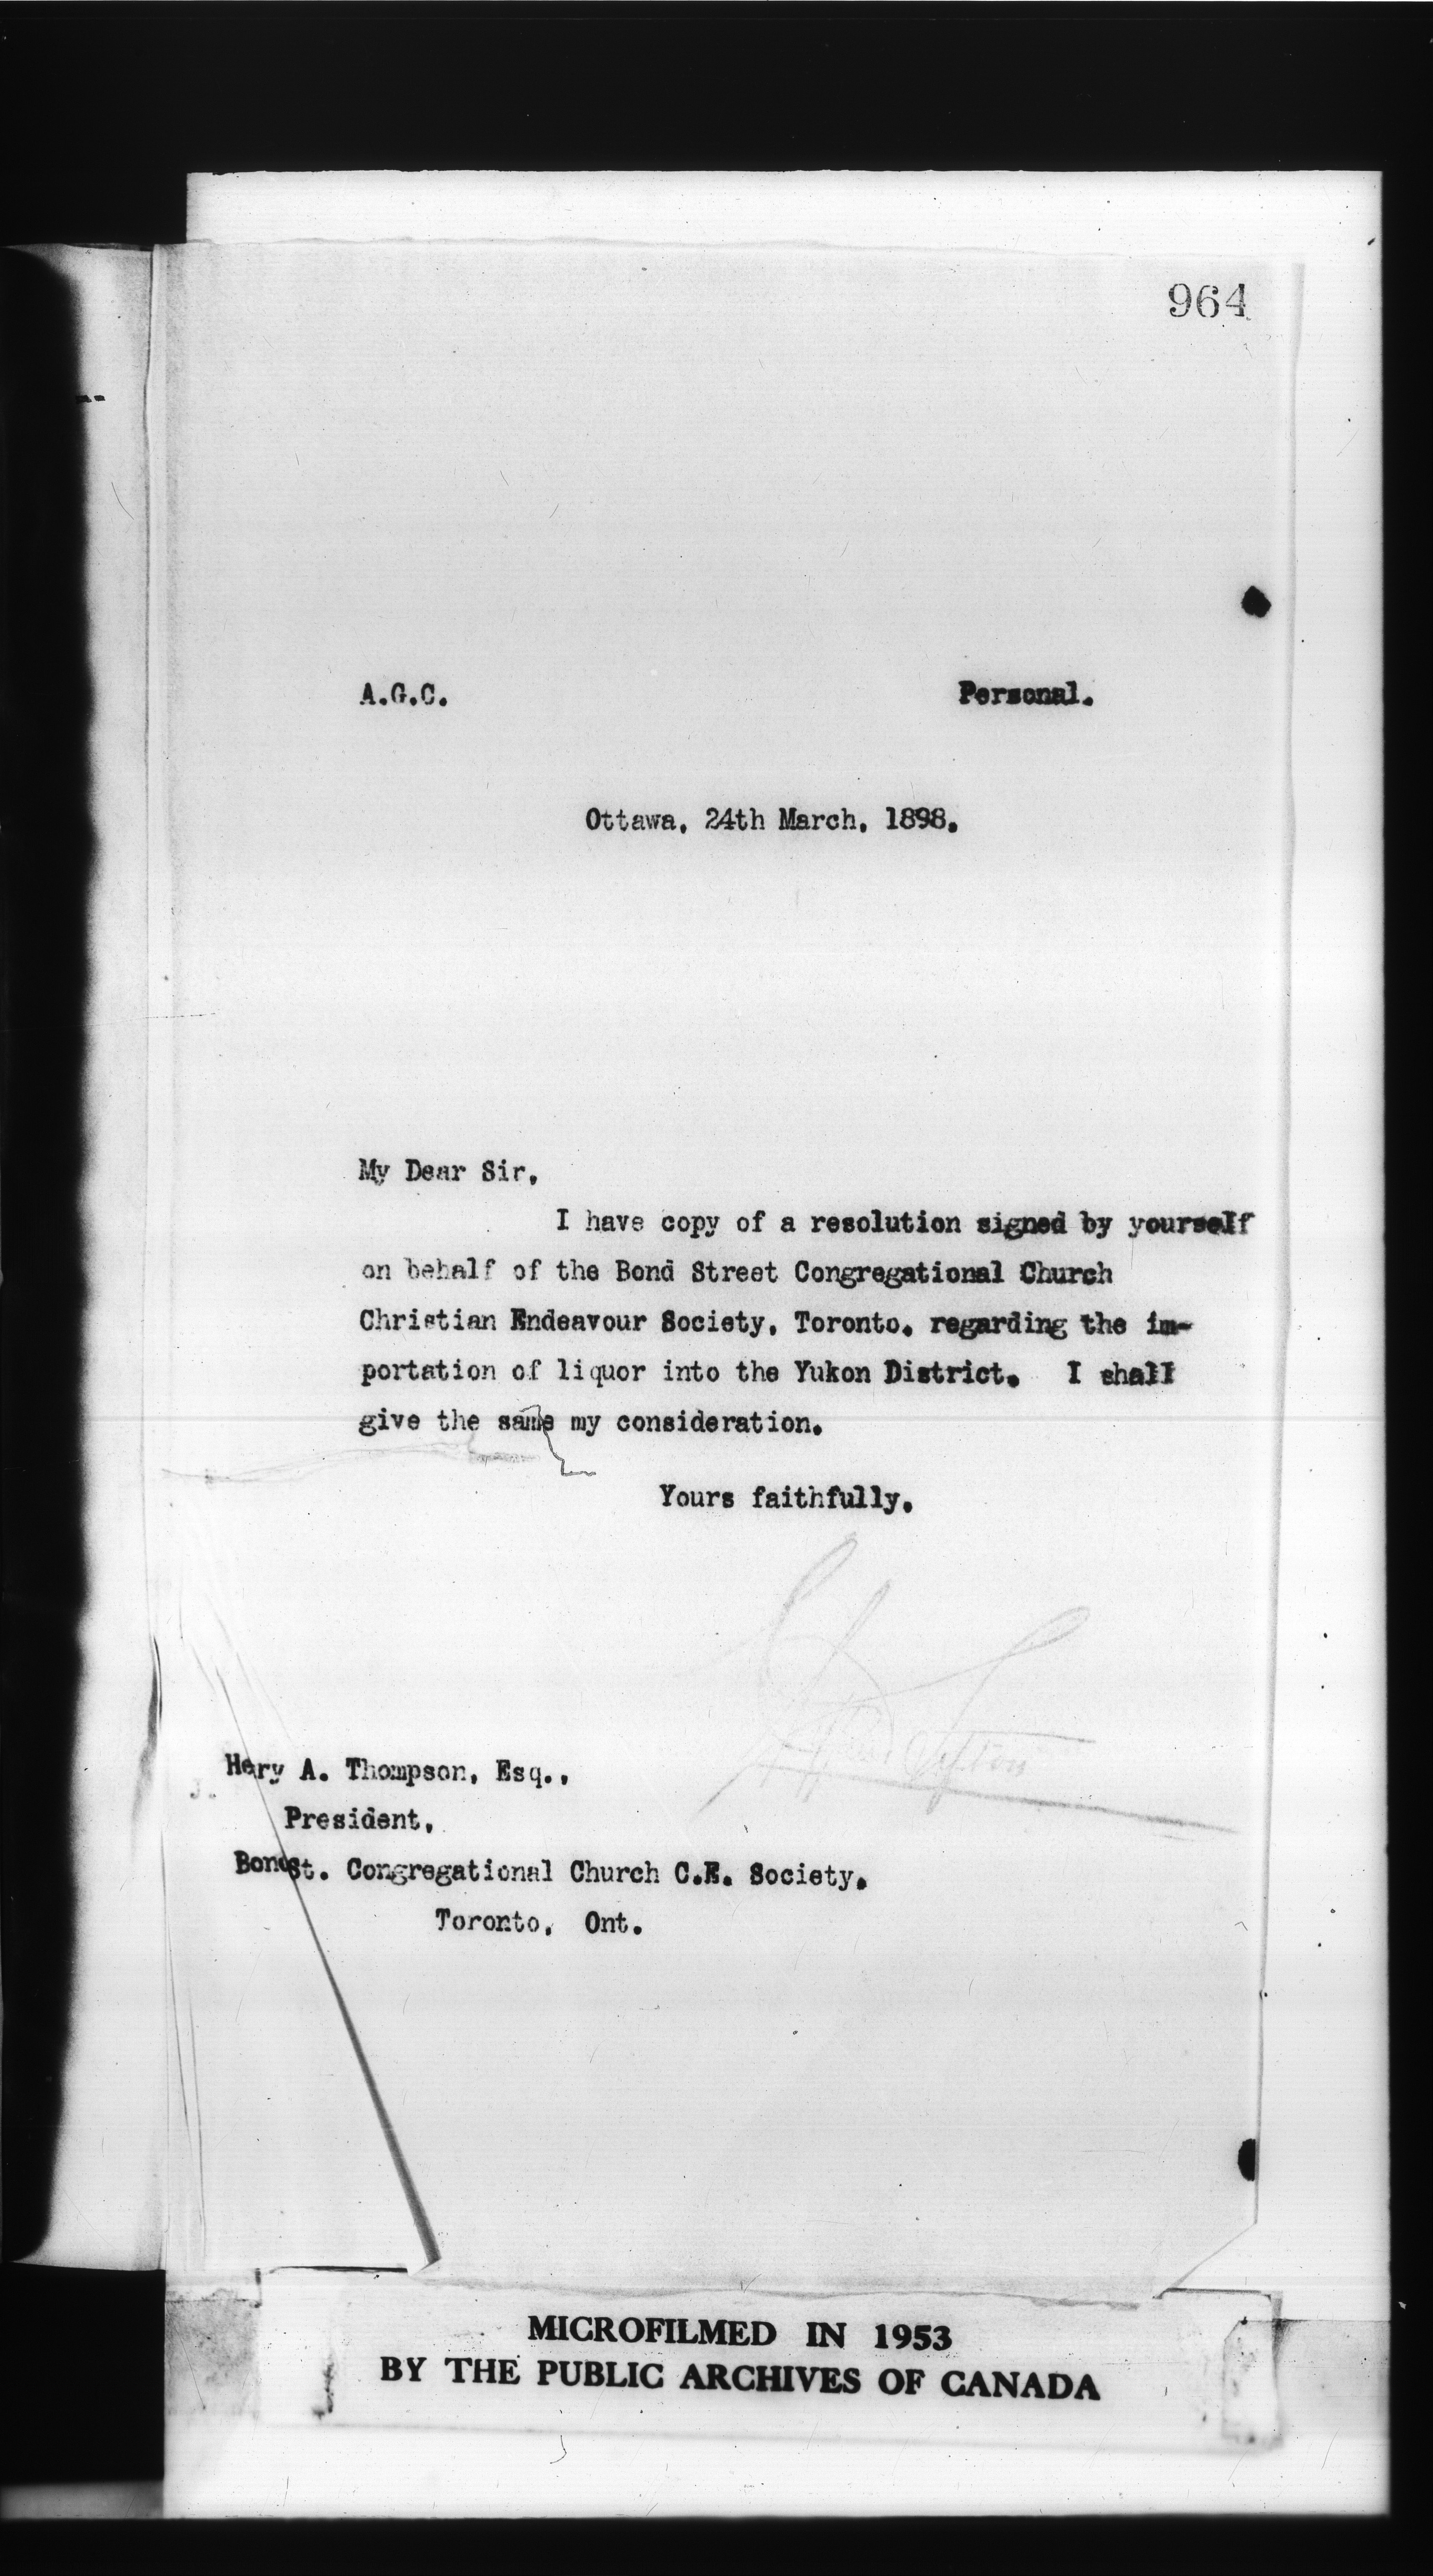 964
A.G.C. Personal.
Ottawa, 24th March, 1898.
My Dear Sir,
I have copy of a resolution signed by yourself
on behalf of the Bond Street Congregational Church
Christian Endeavour Society, Toronto, regarding the im-
portation of liquor into the Yukon District. I shall
give the same my consideration.
Yours faithfully,
Sifton
Hery A. Thompson, Esq.,
President,
Bond St. Congregational Church C.E. Society,
Toronto, Ont.
MICROFILMED IN 1953
BY THE PUBLIC ARCHIVES OF CANADA